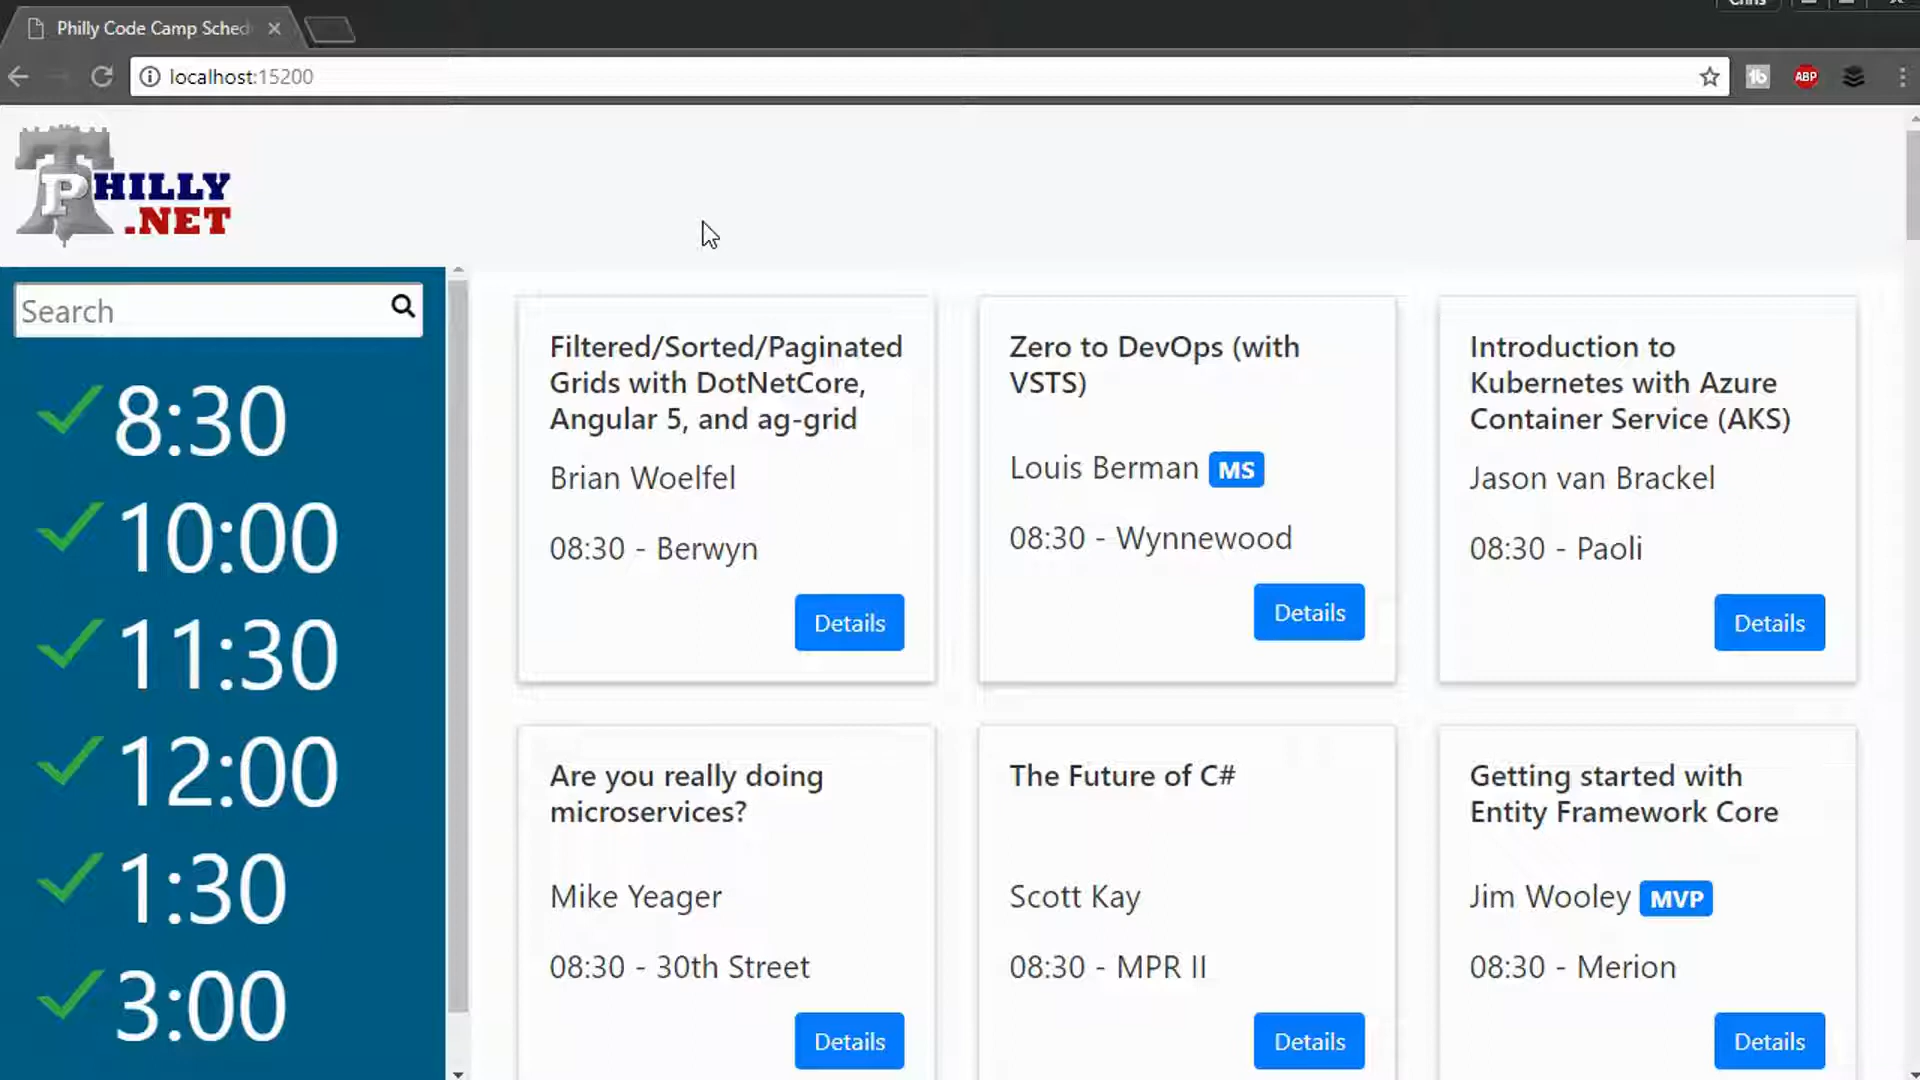 Philly Code Camp Sched
localhost:15200
PHILLY
.NET
Search
8:30
10:00
11:30
12:00
1:30
3:00
Filtered/Sorted/Paginated
Grids with DotNetCore,
Angular 5, and ag-grid
Brian Woelfel
08:30 - Berwyn
Details
Zero to DevOps (with
VSTS)
Louis Berman MS
08:30 - Wynnewood
Details
Introduction to
Kubernetes with Azure
Container Service (AKS)
Jason van Brackel
08:30 - Paoli
Details
Are you really doing
microservices?
Mike Yeager
08:30 - 30th Street
Details
The Future of C#
Scott Kay
08:30 - MPR II
Details
Getting started with
Entity Framework Core
Jim Wooley MVP
08:30 - Merion
Details
Chris
ABP